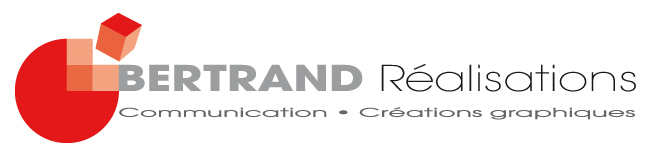 BERTRAND Réalisations
Communication • Créations graphiques